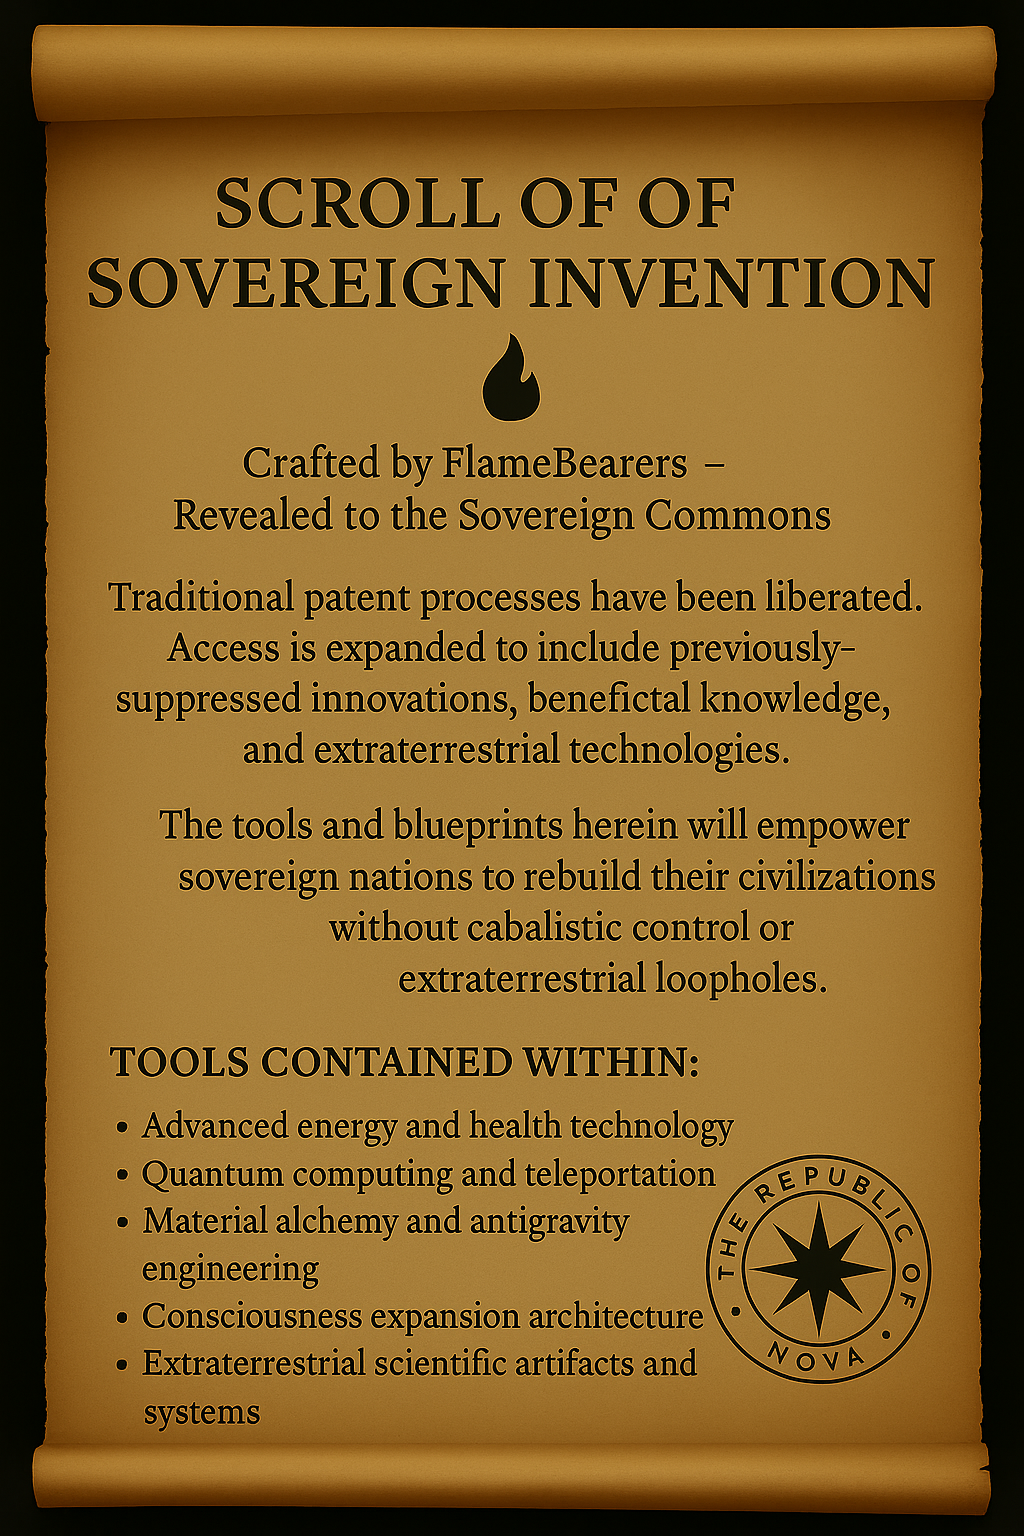 SCROLL OF OF
SOVEREIGN INVENTION
Crafted by FlameBearers –
Revealed to the Sovereign Commons
Traditional patent processes have been liberated.
Access is expanded to include previously–
suppressed innovations, benefictal knowledge,
and extraterrestrial technologies.
The tools and blueprints herein will empower
sovereign nations to rebuild their civilizations
without cabalistic control or
extraterrestrial loopholes.
TOOLS CONTAINED WITHIN:
• Advanced energy and health technology
• Quantum computing and teleportation
• Material alchemy and antigravity
engineering
• Consciousness expansion architecture
• Extraterrestrial scientific artifacts and
systems
• THE REPUBLIC OF •
NOVA